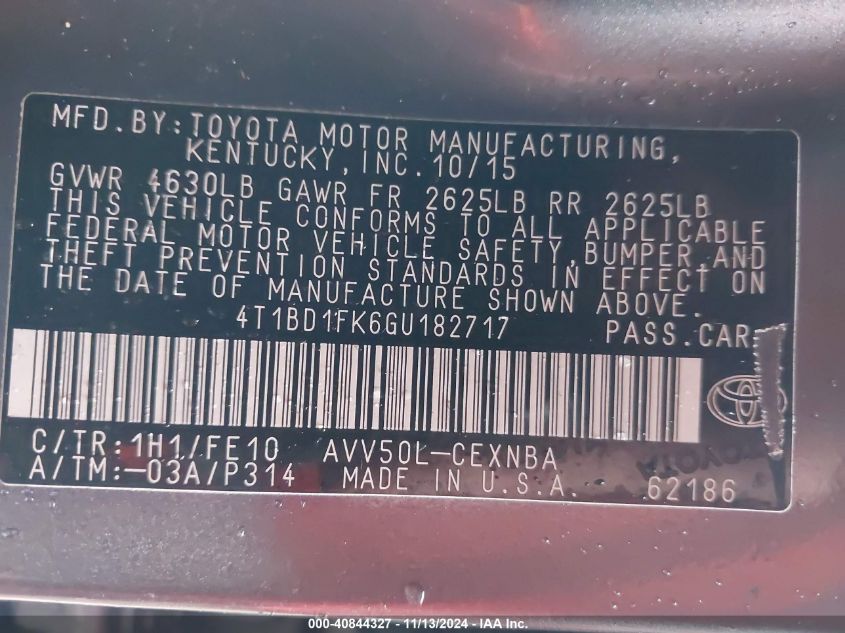 MFD.BY:TOYOTA MOTOR MANUFACTURING,
KENTUCKY,INC.10/15
GVWR 4630LB GAWR FR 2625LB RR 2625LB
THIS VEHICLE CONFORMS TO ALL APPLICABLE
FEDERAL MOTOR VEHICLE SAFETY,BUMPER,AND
THEFT PREVENTION STANDARDS IN EFFECT ON
THE DATE OF MANUFACTURE SHOWN ABOVE.
4T1BD1FK6GU182717 PASS.CAR
C/TR:1H1/FE10 AVV50L-CEXNBA
A/TM:-03A/P314 MADE IN U.S.A. 62186
TOYOTA
000-40844327 - 11/13/2024 - IAA Inc.